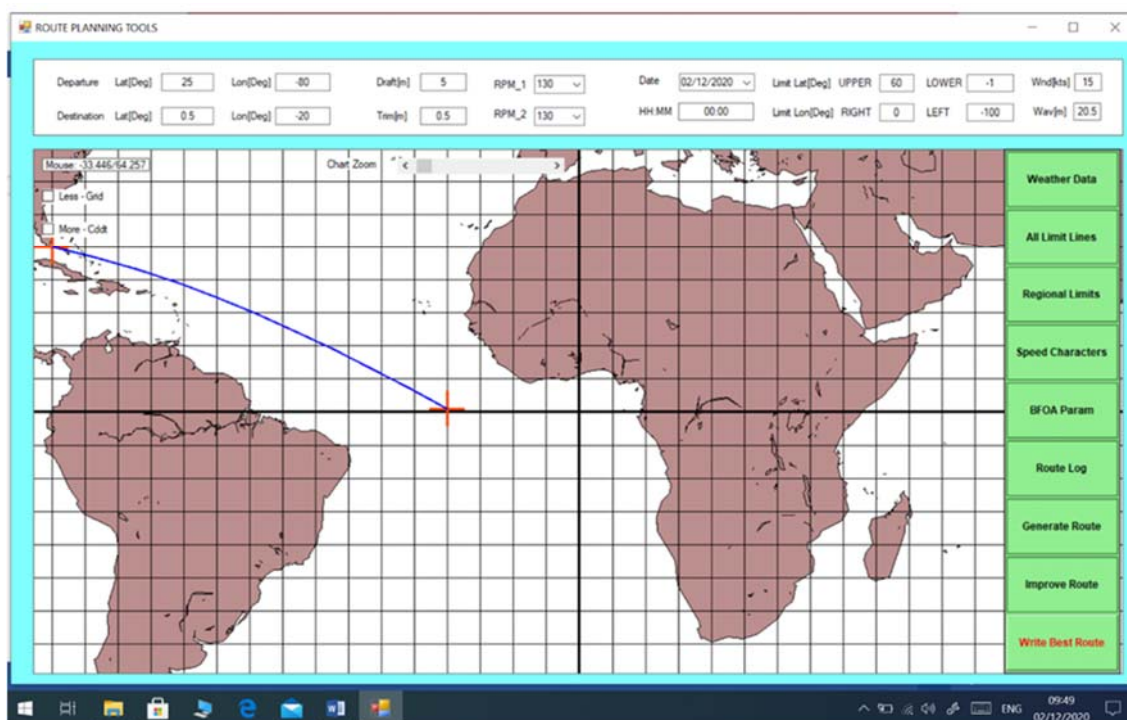 ROUTE PLANNING TOOLS
Departure Lat[Deg] 25 Lon[Deg] -80 Draft[m] 5 RPM_1 130 Date 02/12/2020 Limit Lat[Deg] UPPER 60 LOWER -1 Wnd[kts] 15
Destination Lat[Deg] 0.5 Lon[Deg] -20 Trim[m] 0.5 RPM_2 130 HH:MM 00:00 Limit Lon[Deg] RIGHT 0 LEFT -100 Wav[m] 20.5
Mouse: -33.446/64.257 Chart Zoom
Less - Grid
More - Cddt
Weather Data
All Limit Lines
Regional Limits
Speed Characters
BFOA Param
Route Log
Generate Route
Improve Route
Write Best Route
ENG 09:49
02/12/2020